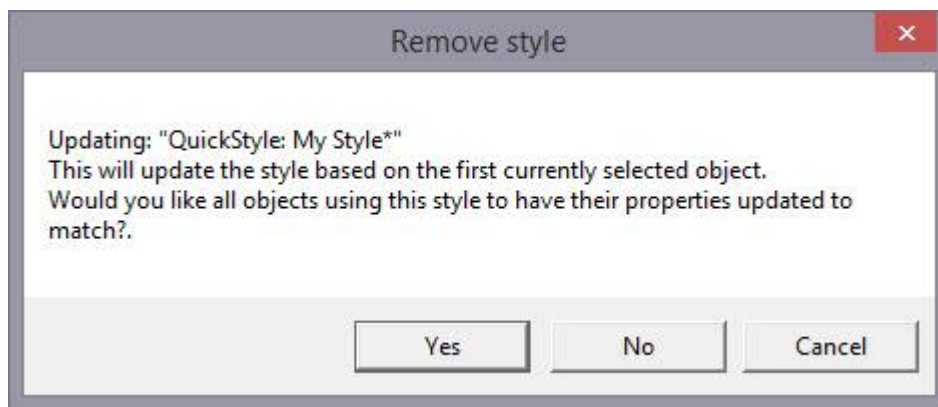 Remove style
Updating: "QuickStyle: My Style*"
This will update the style based on the first currently selected object.
Would you like all objects using this style to have their properties updated to
match?.
Yes
No
Cancel